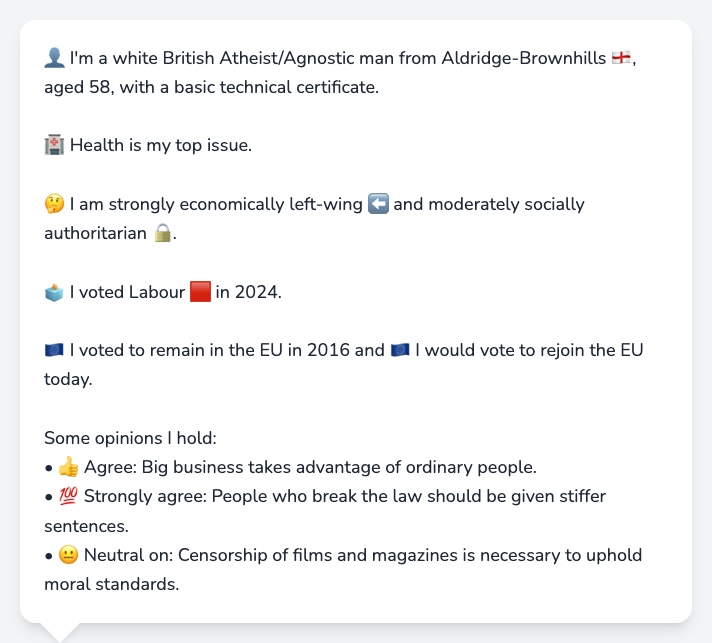 👤 I'm a white British Atheist/Agnostic man from Aldridge-Brownhills 🏴󠁧󠁢󠁥󠁮󠁧󠁿,
aged 58, with a basic technical certificate.
🏥 Health is my top issue.
🤔 I am strongly economically left-wing ⬅️ and moderately socially
authoritarian 🔒.
🗳️ I voted Labour 🟥 in 2024.
🇪🇺 I voted to remain in the EU in 2016 and 🇪🇺 I would vote to rejoin the EU
today.
Some opinions I hold:
• 👍 Agree: Big business takes advantage of ordinary people.
• 💯 Strongly agree: People who break the law should be given stiffer
sentences.
• 😐 Neutral on: Censorship of films and magazines is necessary to uphold
moral standards.